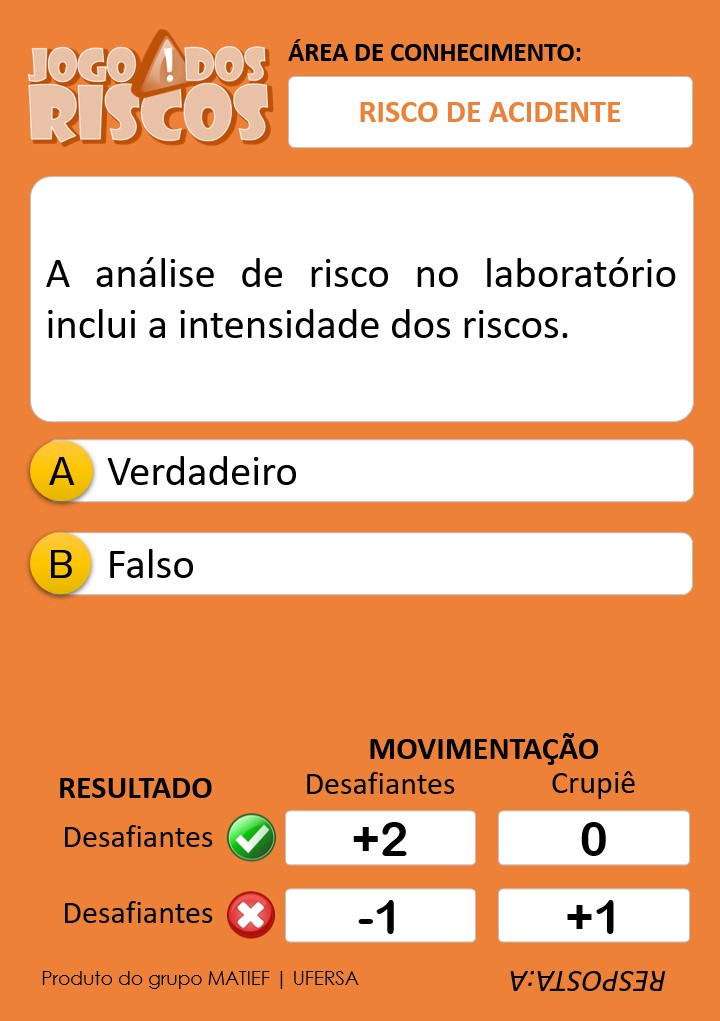 JOGO DOS
RISCOS
ÁREA DE CONHECIMENTO:
RISCO DE ACIDENTE
A análise de risco no laboratório
inclui a intensidade dos riscos.
A Verdadeiro
B Falso
MOVIMENTAÇÃO
RESULTADO Desafiantes Crupiê
Desafiantes +2 0
Desafiantes -1 +1
Produto do grupo MATIEF | UFERSA
RESPOSTA:A